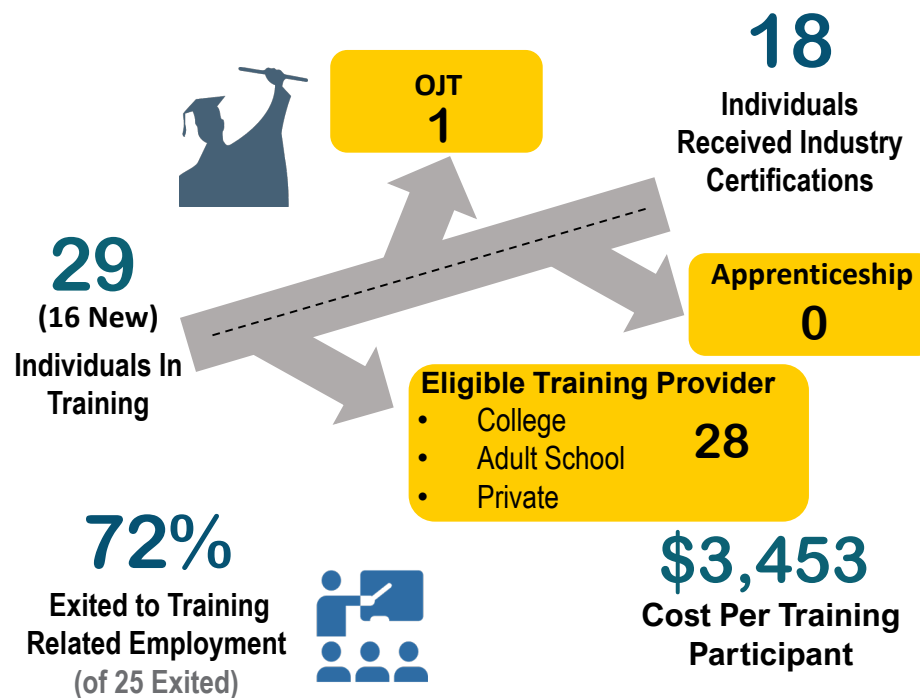 OJT
1
18
Individuals
Received Industry
Certifications
29
(16 New)
Individuals In
Training
Apprenticeship
0
Eligible Training Provider
• College
• Adult School
• Private
28
72%
Exited to Training
Related Employment
(of 25 Exited)
$3,453
Cost Per Training
Participant